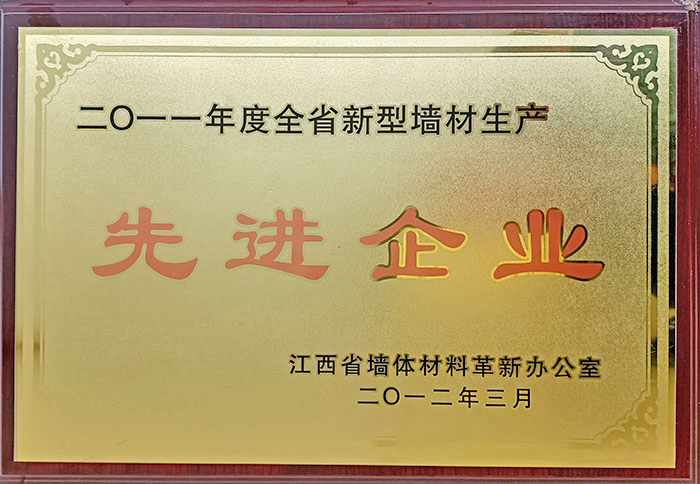 二〇一一年度全省新型墙材生产
先进企业
江西省墙体材料革新办公室
二〇一二年三月